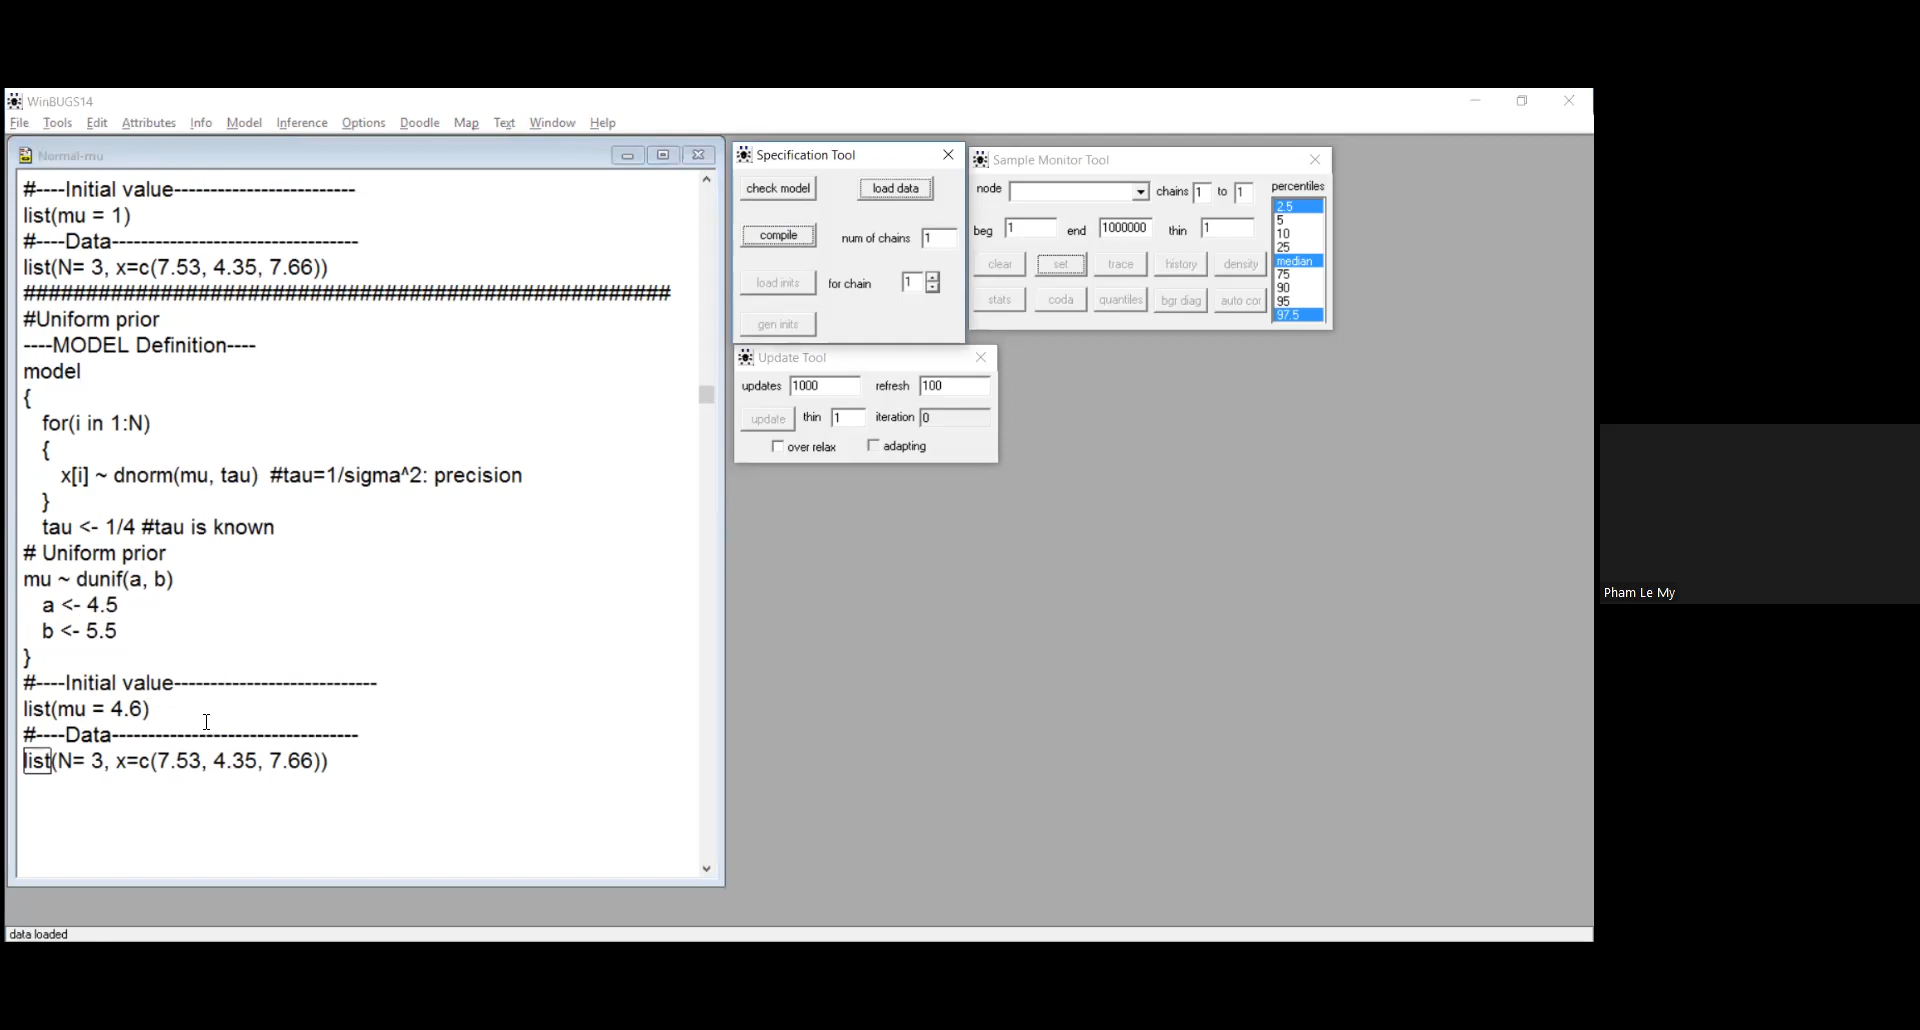 WinBUGS14
File Tools Edit Attributes Info Model Inference Options Doodle Map Text Window Help
Normal-mu
#----Initial value-------------------------
list(mu = 1)
#----Data----------------------------------
list(N= 3, x=c(7.53, 4.35, 7.66))
######################################################
#Uniform prior
----MODEL Definition----
model
{
for(i in 1:N)
{
x[i] ~ dnorm(mu, tau) #tau=1/sigma^2: precision
}
tau <- 1/4 #tau is known
# Uniform prior
mu ~ dunif(a, b)
a <- 4.5
b <- 5.5
}
#----Initial value----------------------------
list(mu = 4.6)
#----Data----------------------------------
list(N= 3, x=c(7.53, 4.35, 7.66))
data loaded
Specification Tool
check model load data
compile num of chains 1
load inits for chain 1
gen inits
Update Tool
updates 1000 refresh 100
update thin 1 iteration 0
over relax adapting
Sample Monitor Tool
node chains 1 to 1 percentiles
beg 1 end 1000000 thin 1
clear set trace history density
stats coda quantiles bgr diag auto cor
2.5
5
10
25
median
75
90
95
97.5
Pham Le My